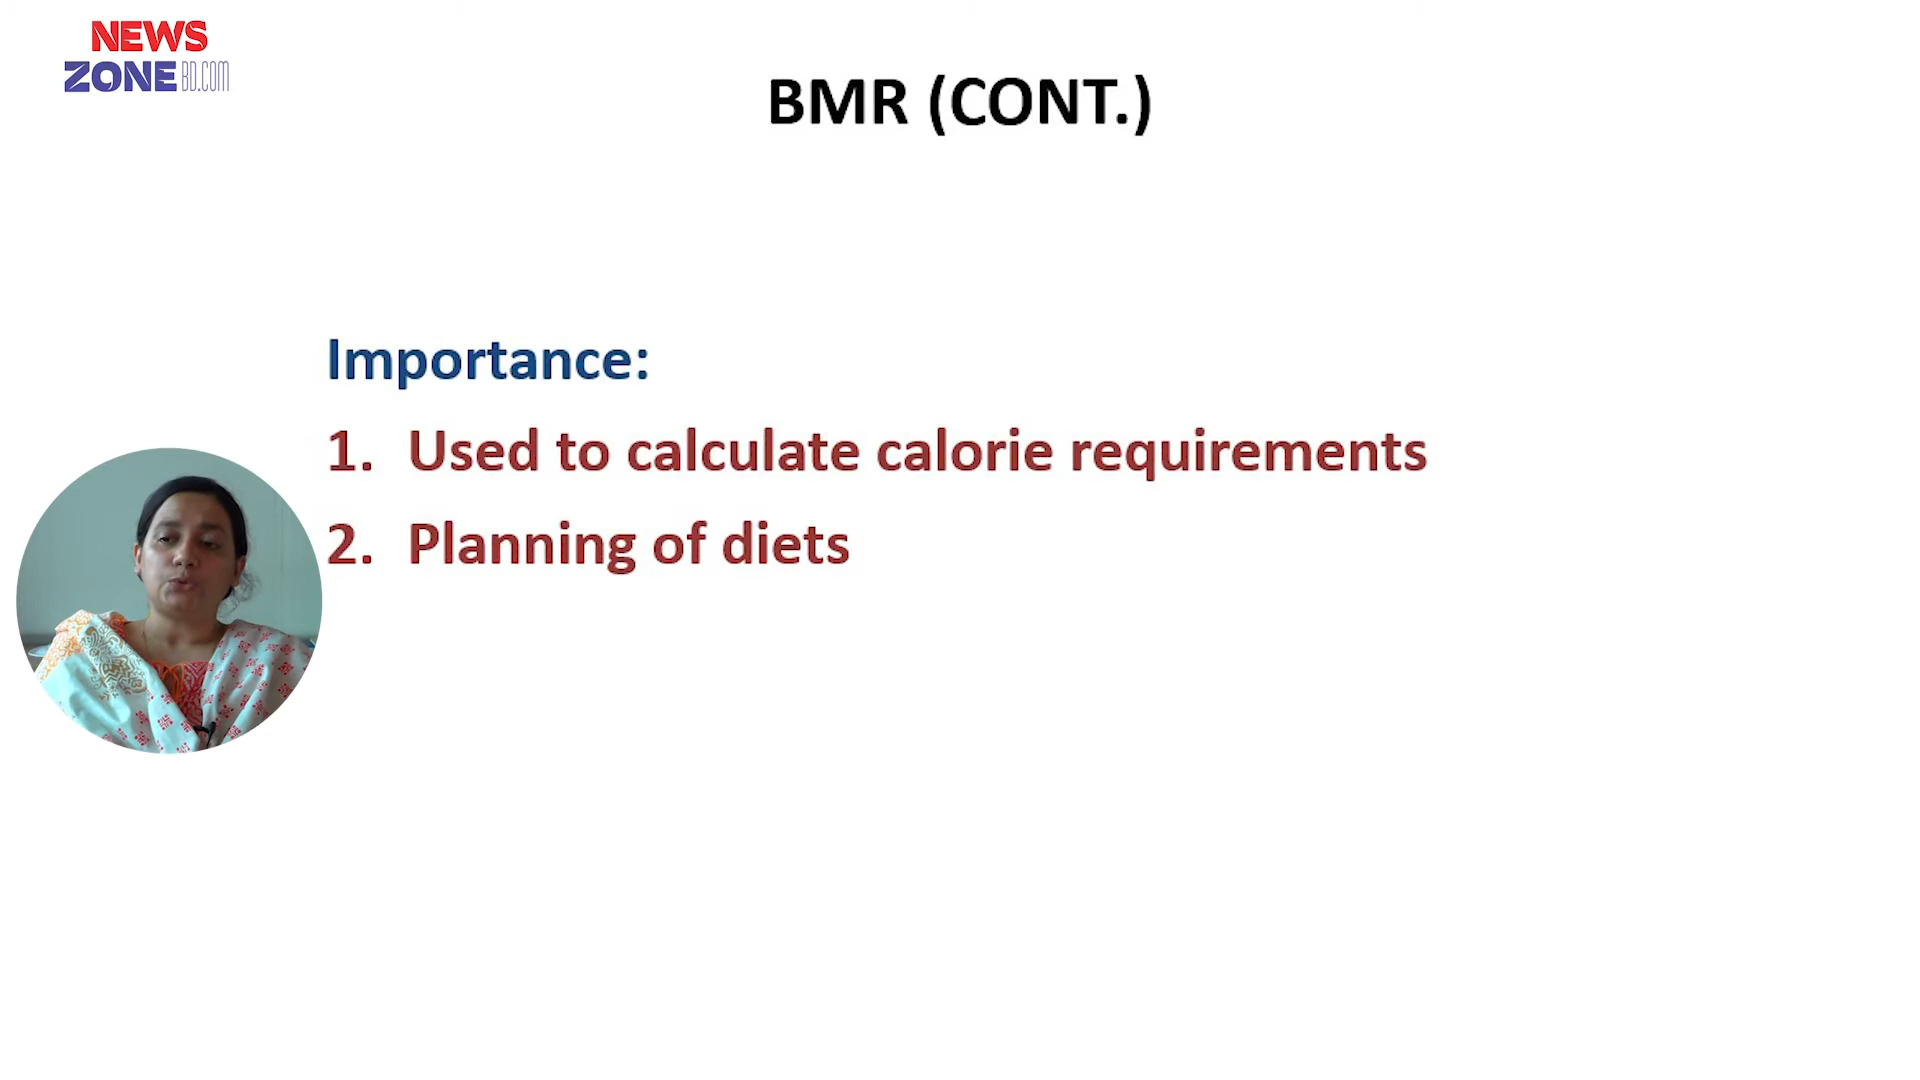 NEWS
ZONE BD.COM
BMR (CONT.)
Importance:
1. Used to calculate calorie requirements
2. Planning of diets